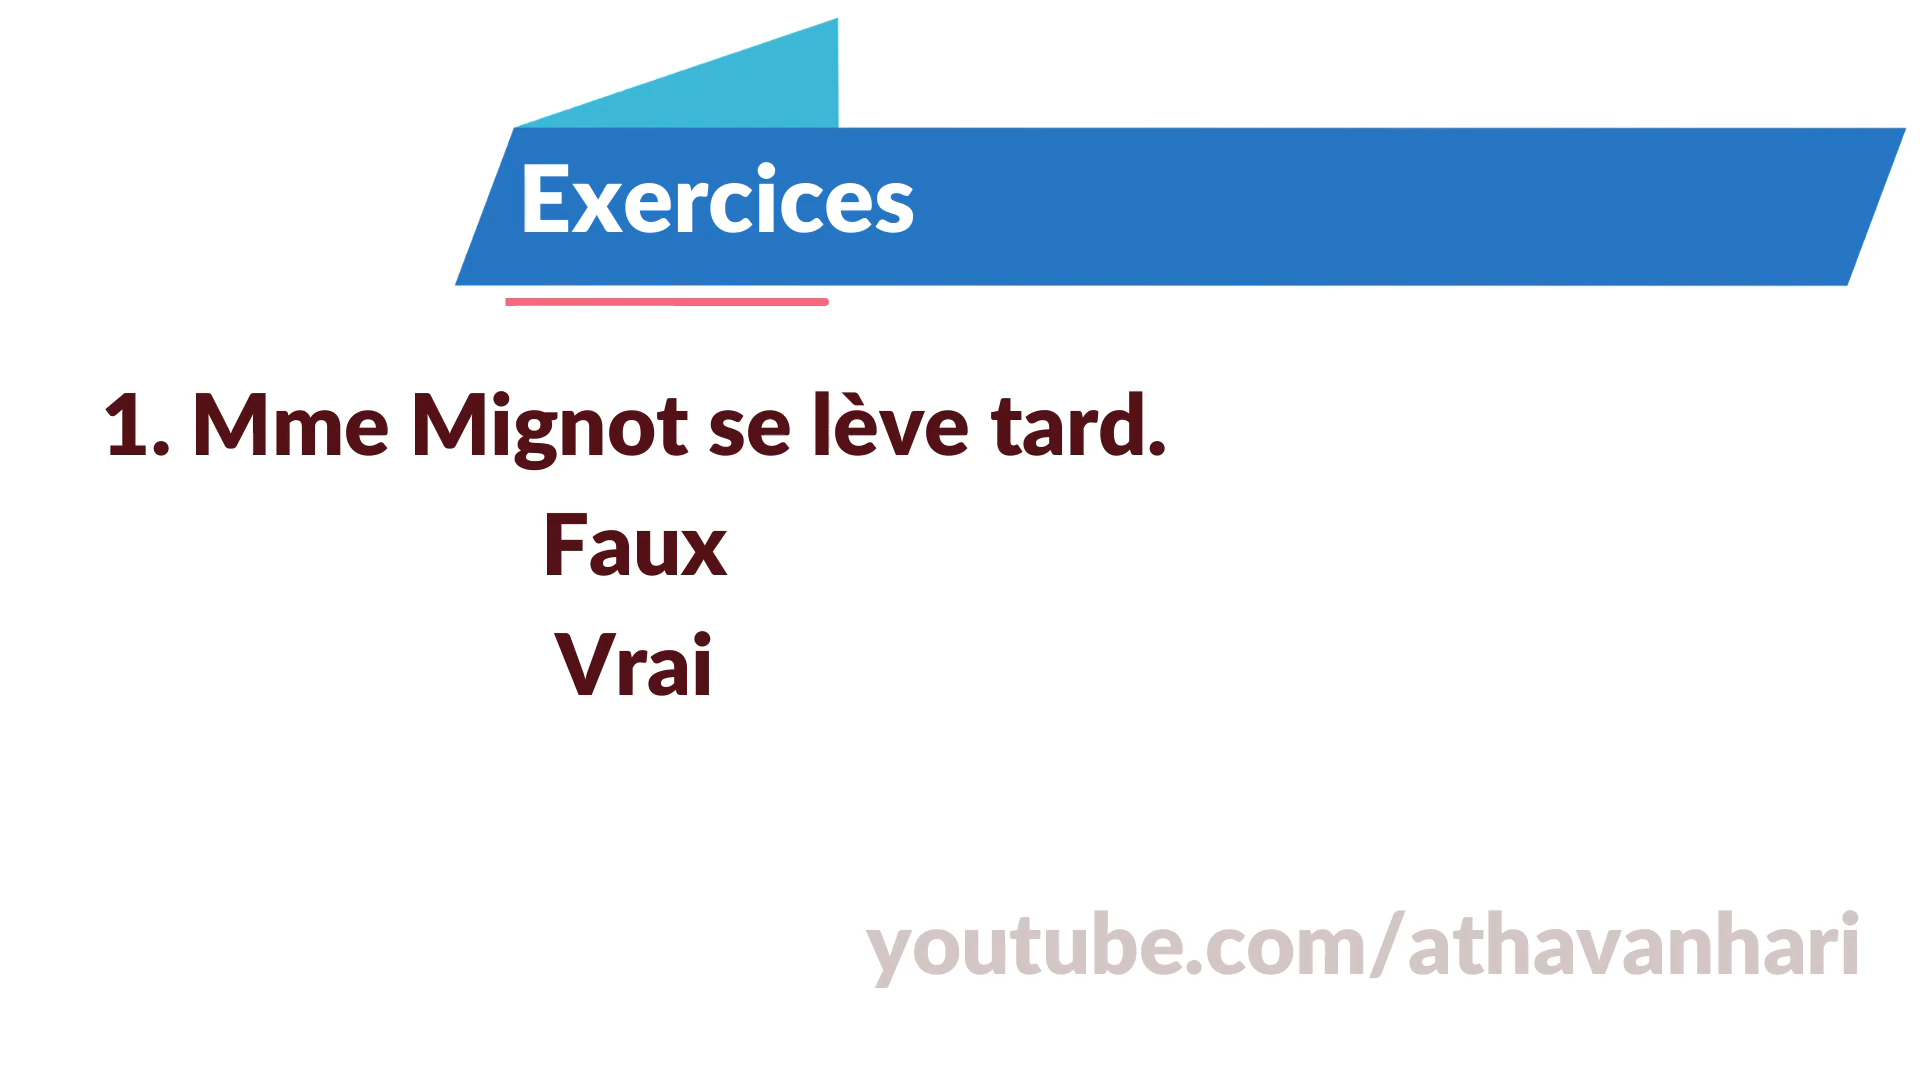 Exercices
1. Mme Mignot se lève tard.
Faux
Vrai
youtube.com/athavanhari